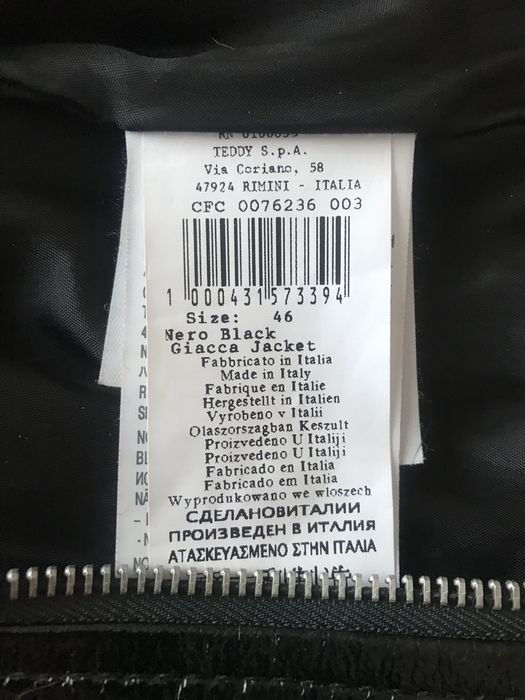 TEDDY S.p.A.
Via Coriano, 58
47924 RIMINI - ITALIA
CFC 0076236 003
1 000431 573394
Size: 46
Nero Black
Giacca Jacket
Fabbricato in Italia
Made in Italy
Fabrique en Italie
Hergestellt in Italien
Vyrobeno v Italii
Olaszorszagban Keszult
Proizvedeno U Italiji
Proizvedeno U Italiji
Fabricado en Italia
Fabricado em Italia
Wyprodukowano we wloszech
СДЕЛАНОВИТАЛИИ
ПРОИЗВЕДЕН В ИТАЛИЯ
ΑΤΑΣΚΕΥΑΣΜΕΝΟ ΣΤΗΝ ΙΤΑΛΙΑ